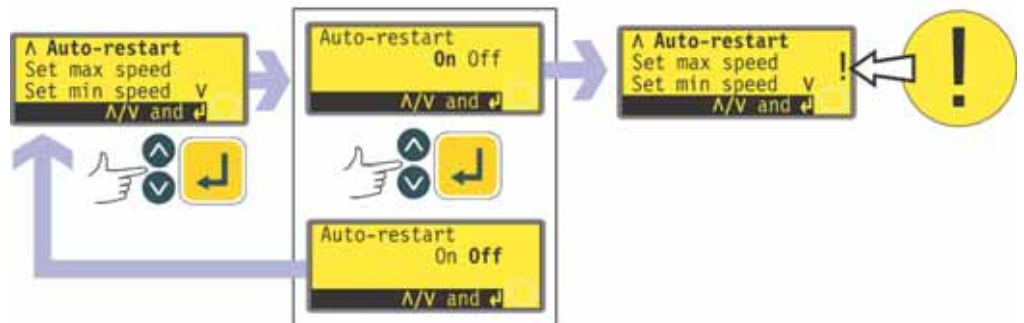 ∧ Auto-restart
Set max speed
Set min speed ∨
∧/∨ and ↵
Auto-restart
On Off
∧/∨ and ↵
Auto-restart
On Off
∧/∨ and ↵
∧ Auto-restart
Set max speed !
Set min speed ∨
∧/∨ and ↵
!